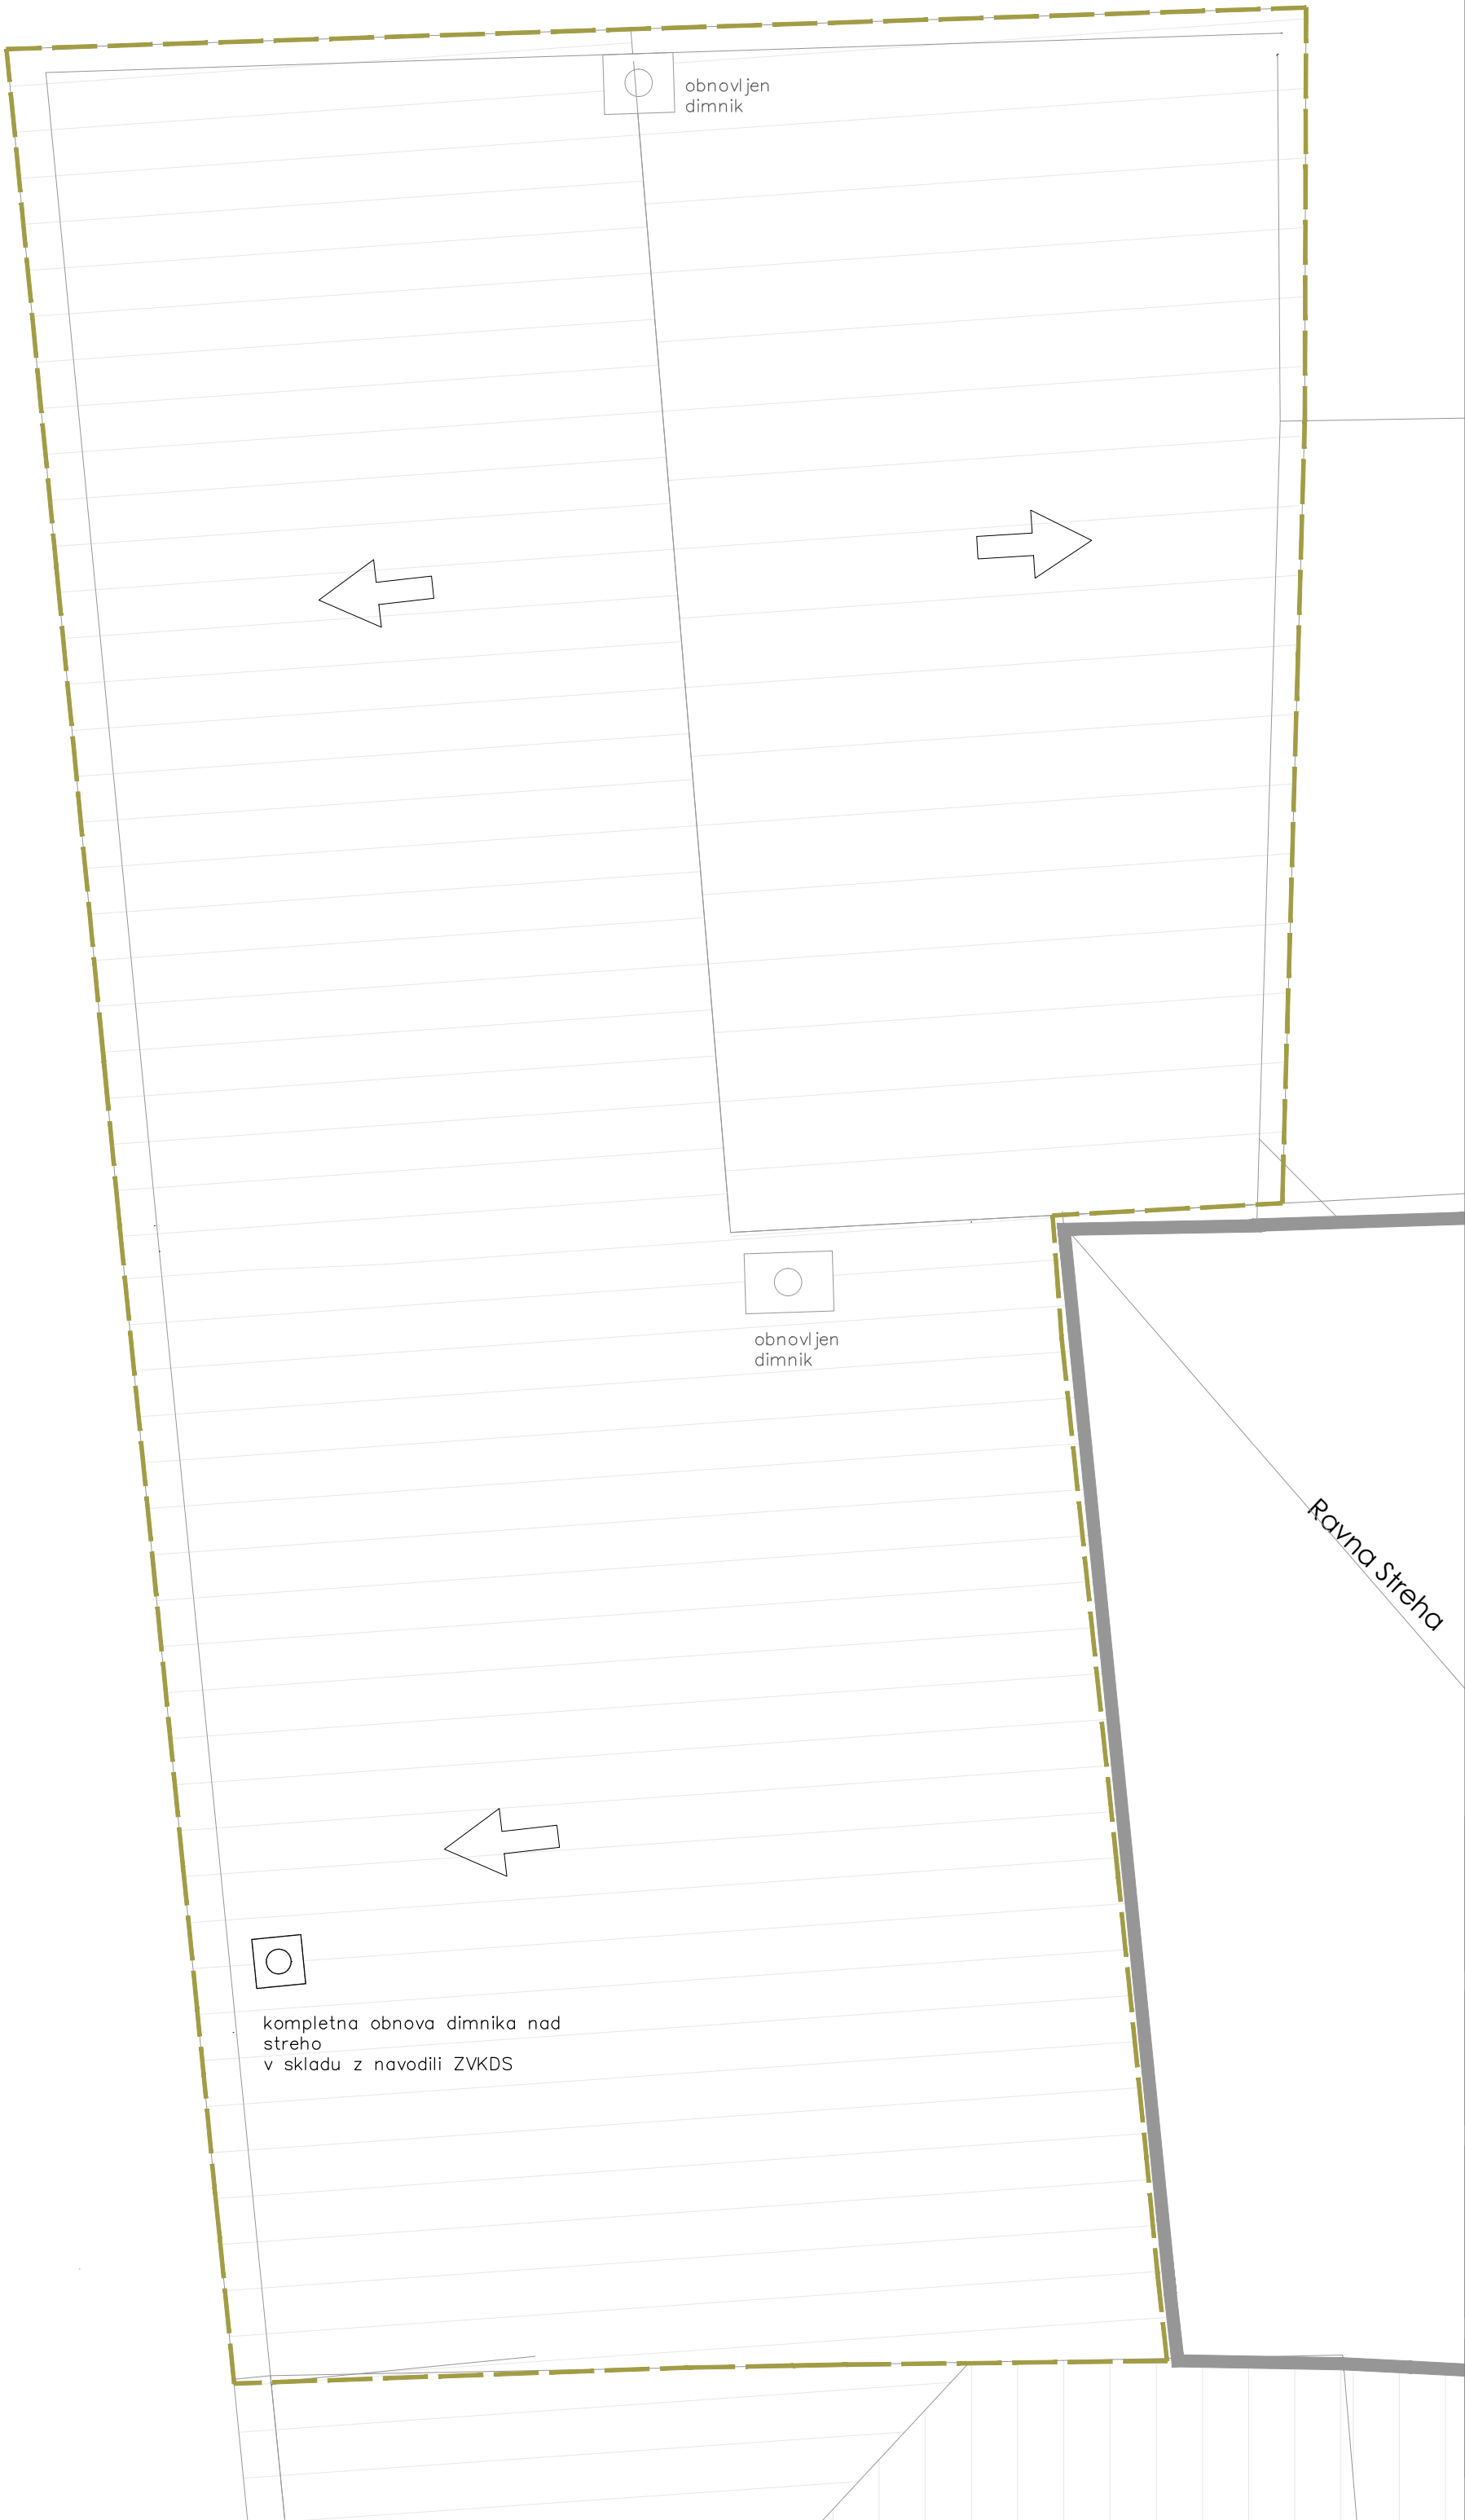 obnovljen
dimnik
obnovljen
dimnik
Ravna Streha
kompletna obnova dimnika nad
streho
v skladu z navodili ZVKDS